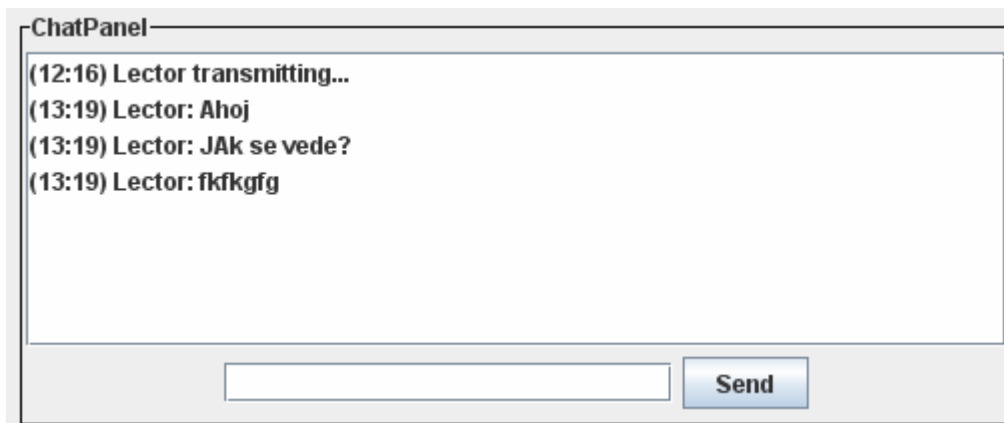 ChatPanel
(12:16) Lector transmitting...
(13:19) Lector: Ahoj
(13:19) Lector: JAk se vede?
(13:19) Lector: fkfkgfg
Send